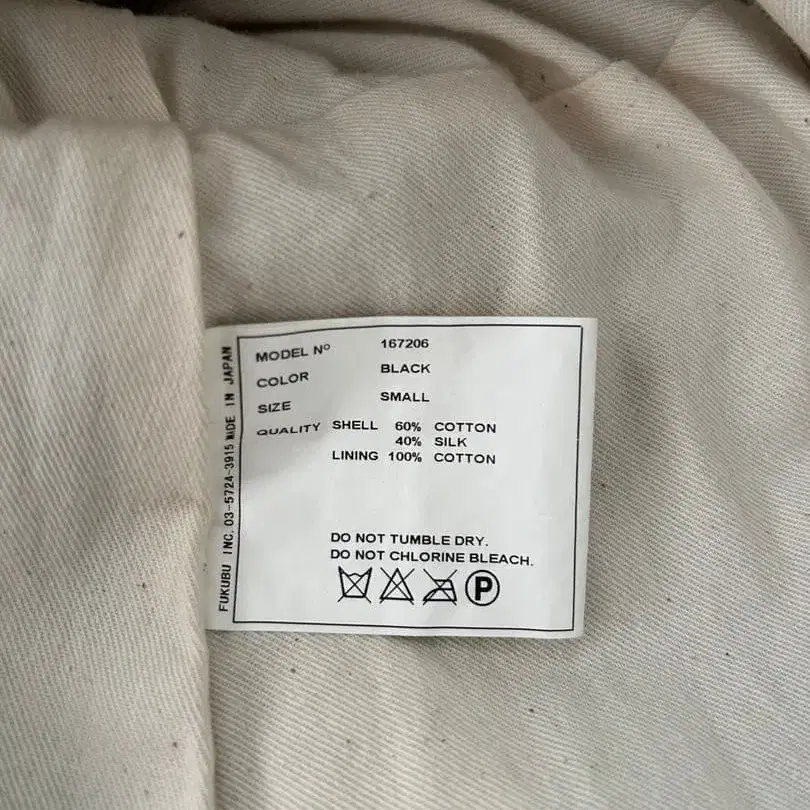 MODEL Nº 167206
COLOR BLACK
SIZE SMALL
QUALITY SHELL 60% COTTON
40% SILK
LINING 100% COTTON
DO NOT TUMBLE DRY.
DO NOT CHLORINE BLEACH.
P
FUKUBU INC. 03-5724-3915 MADE IN JAPAN